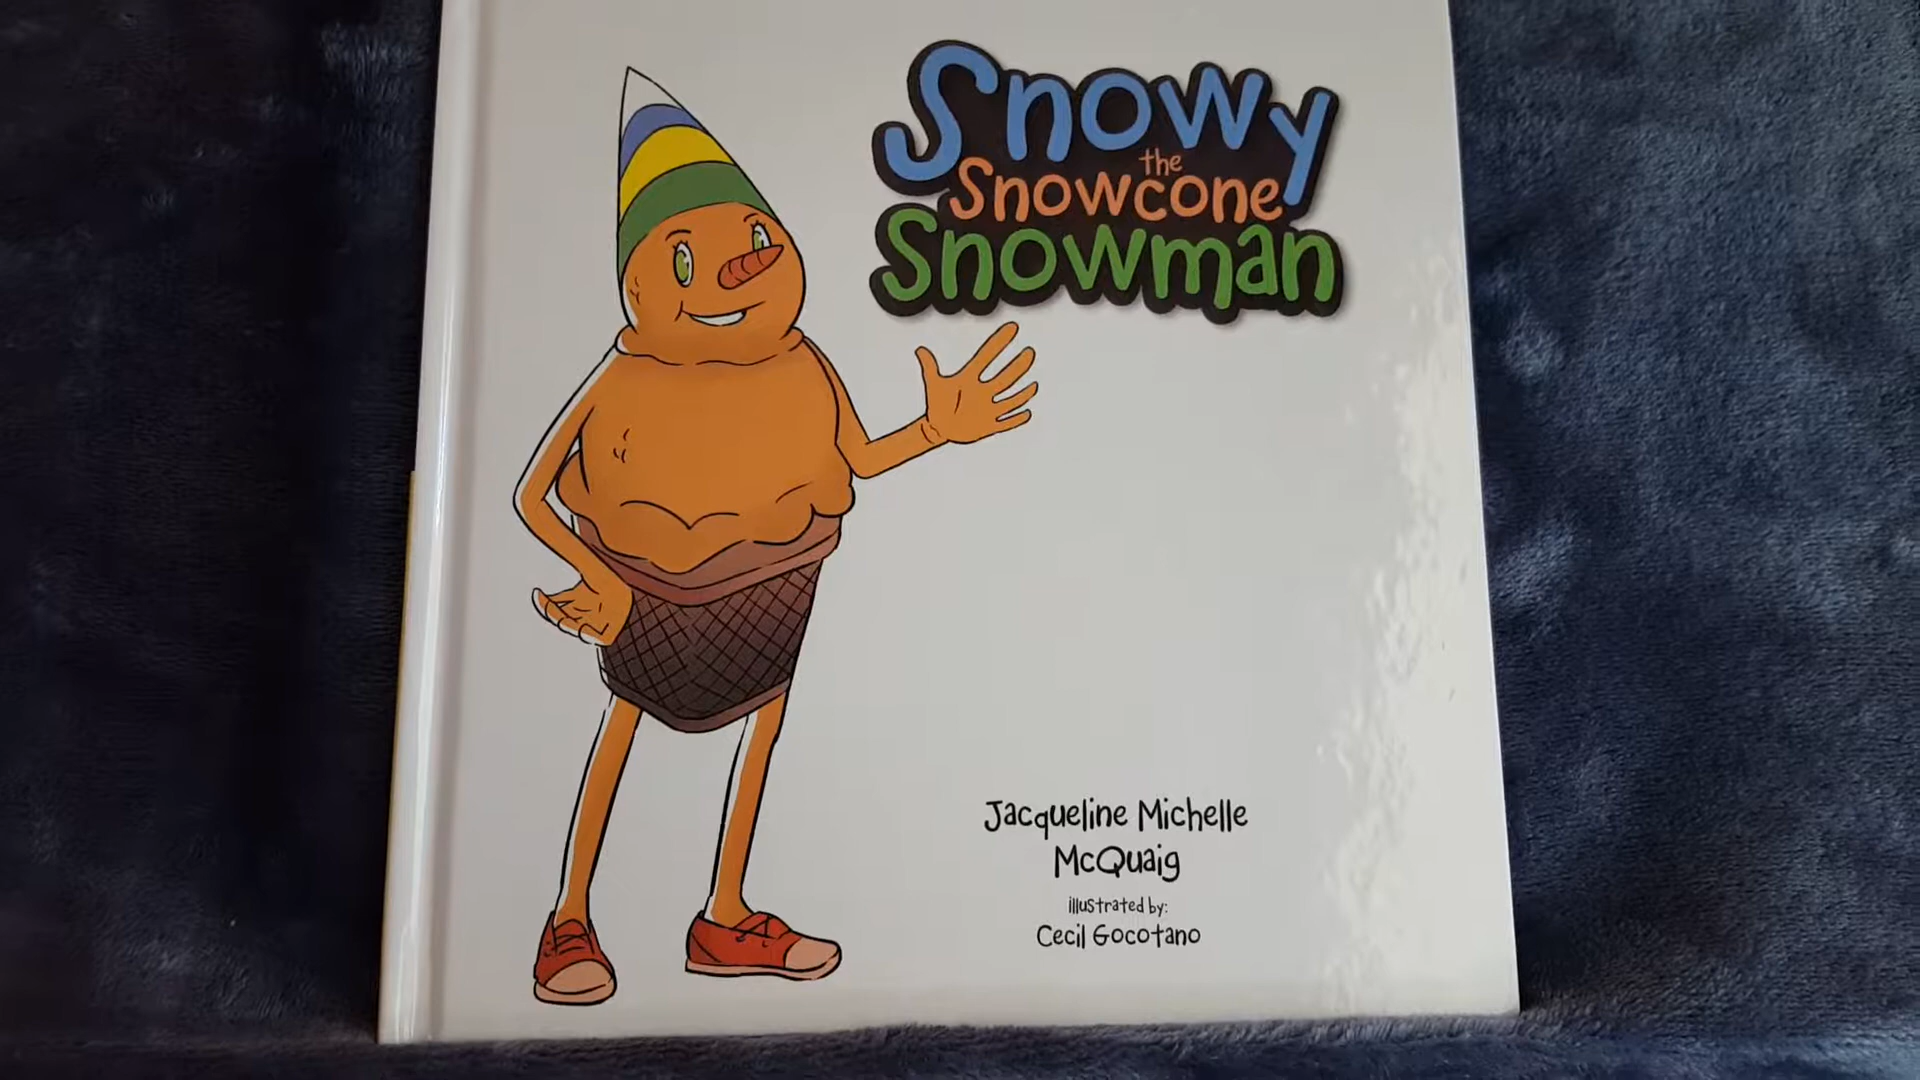 Snowy
the
Snowcone
Snowman
Jacqueline Michelle
McQuaig
illustrated by:
Cecil Gocotano